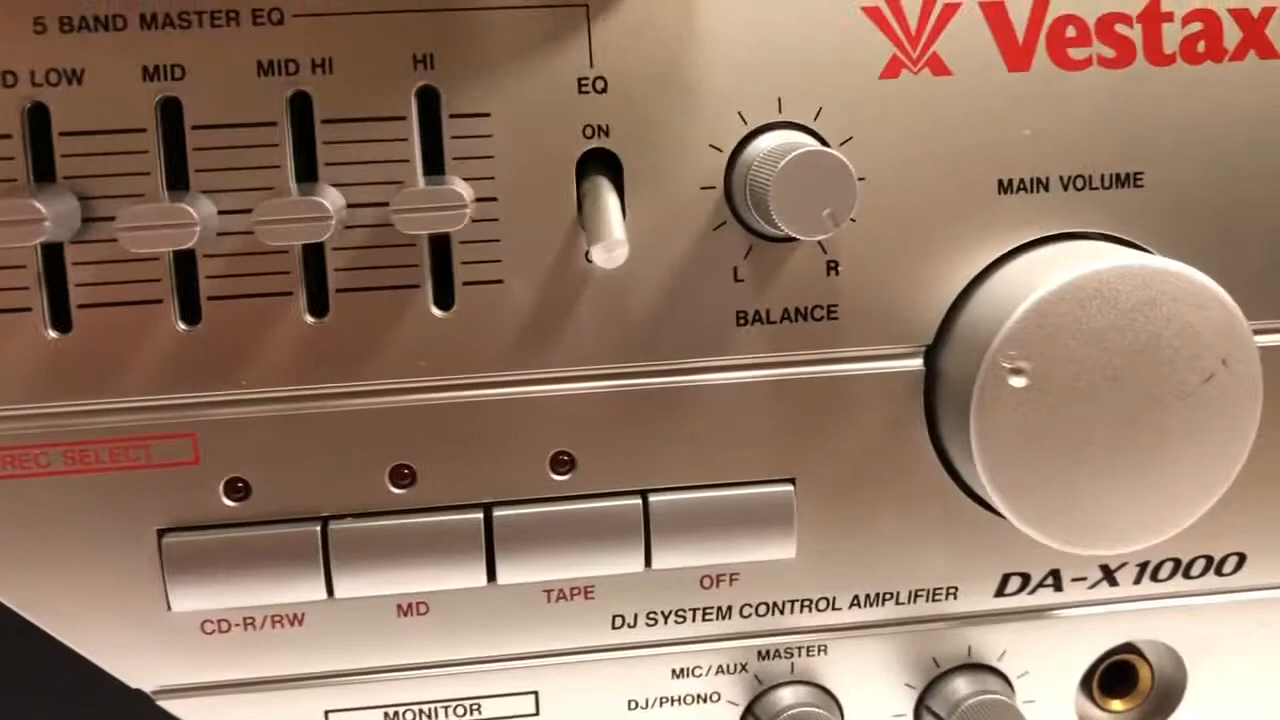 5 BAND MASTER EQ
D LOW MID MID HI HI
EQ
ON
Vestax
MAIN VOLUME
L R
BALANCE
REC SELECT
CD-R/RW MD TAPE OFF
DJ SYSTEM CONTROL AMPLIFIER
DA-X1000
MASTER
MIC/AUX
DJ/PHONO
MONITOR